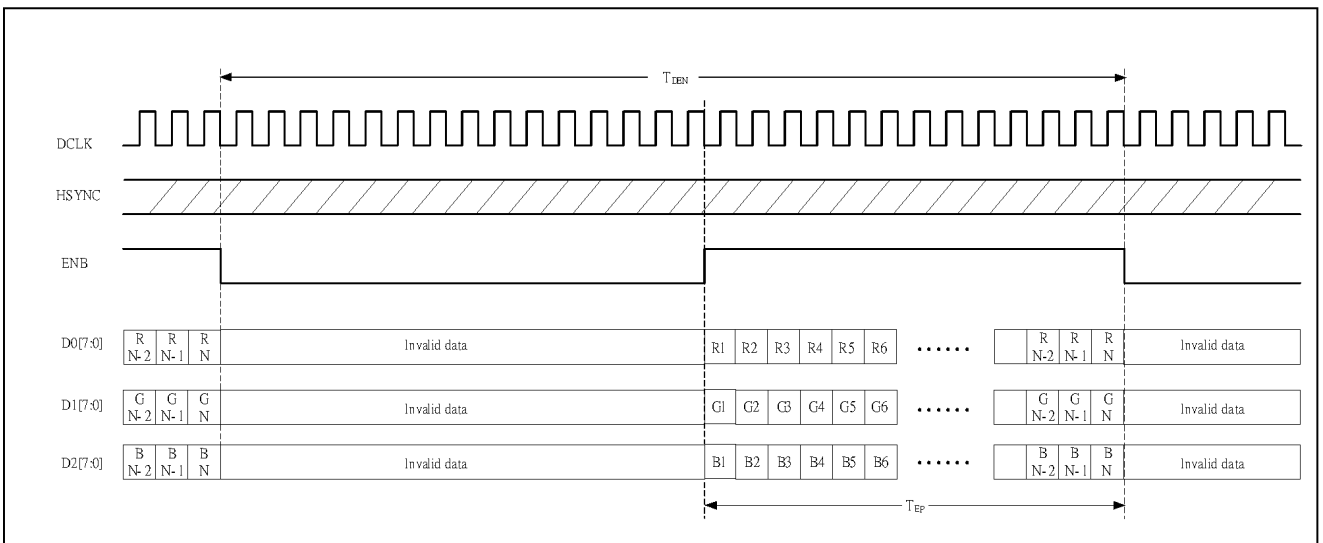 T DEN
DCLK
HSYNC
ENB
D0[7:0] R N-2 R N-1 R N Invalid data R1 R2 R3 R4 R5 R6 ...... R N-2 R N-1 R N Invalid data
D1[7:0] G N-2 G N-1 G N Invalid data G1 G2 G3 G4 G5 G6 ...... G N-2 G N-1 G N Invalid data
D2[7:0] B N-2 B N-1 B N Invalid data B1 B2 B3 B4 B5 B6 ...... B N-2 B N-1 B N Invalid data
T EP